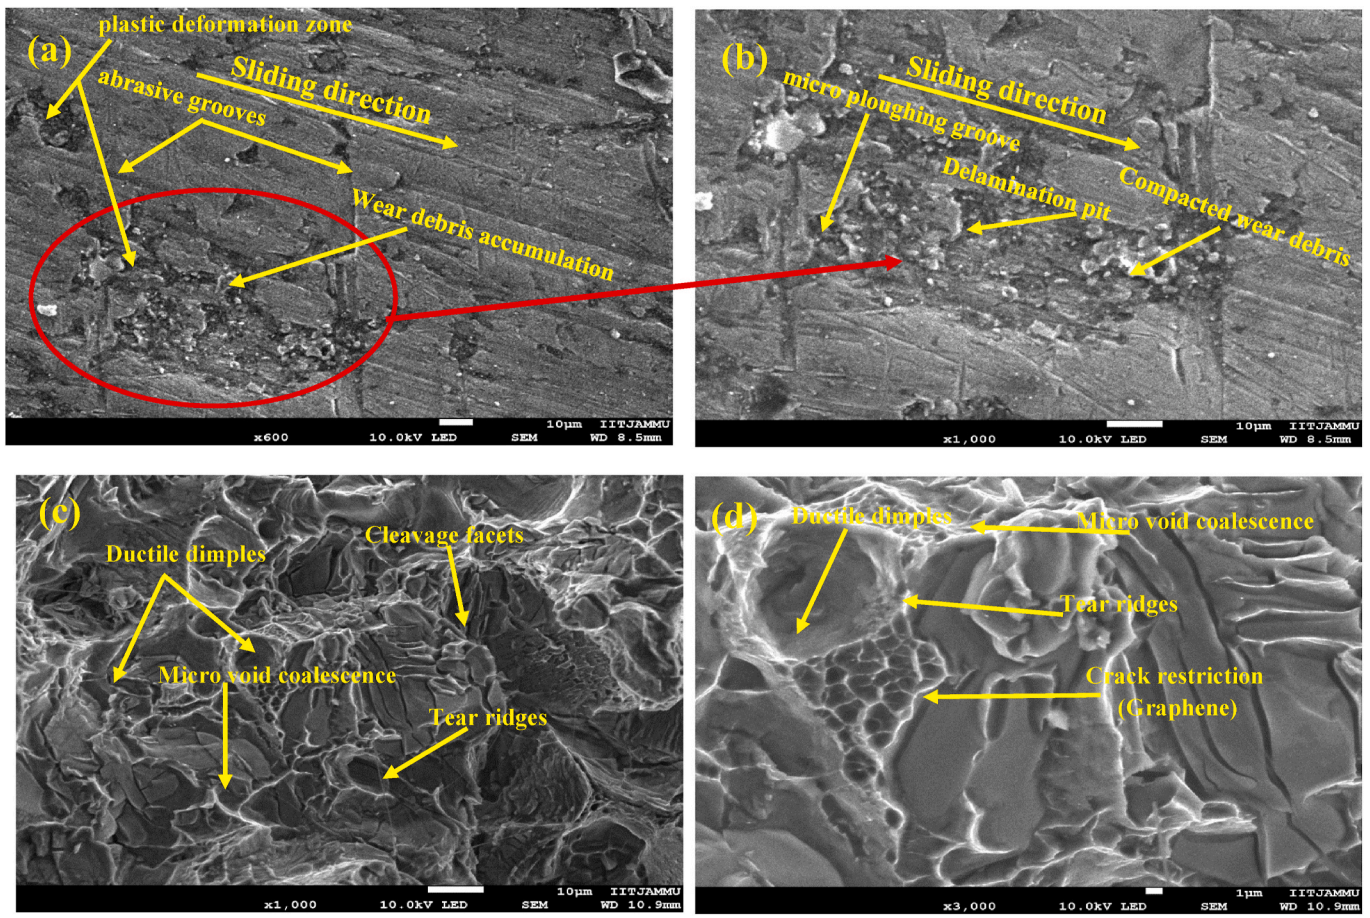 plastic deformation zone
(a)
Sliding direction
abrasive grooves
Wear debris accumulation
10µm IITJAMMU
x600 10.0kV LED SEM WD 8.5mm
(b)
Sliding direction
micro ploughing groove
Delamination pit
Compacted wear debris
10µm IITJAMMU
x1,000 10.0kV LED SEM WD 8.5mm
(c)
Cleavage facets
Ductile dimples
Micro void coalescence
Tear ridges
10µm IITJAMMU
x1,000 10.0kV LED SEM WD 10.9mm
(d)
Ductile dimples
Micro void coalescence
Tear ridges
Crack restriction
(Graphene)
1µm IITJAMMU
x3,000 10.0kV LED SEM WD 10.9mm